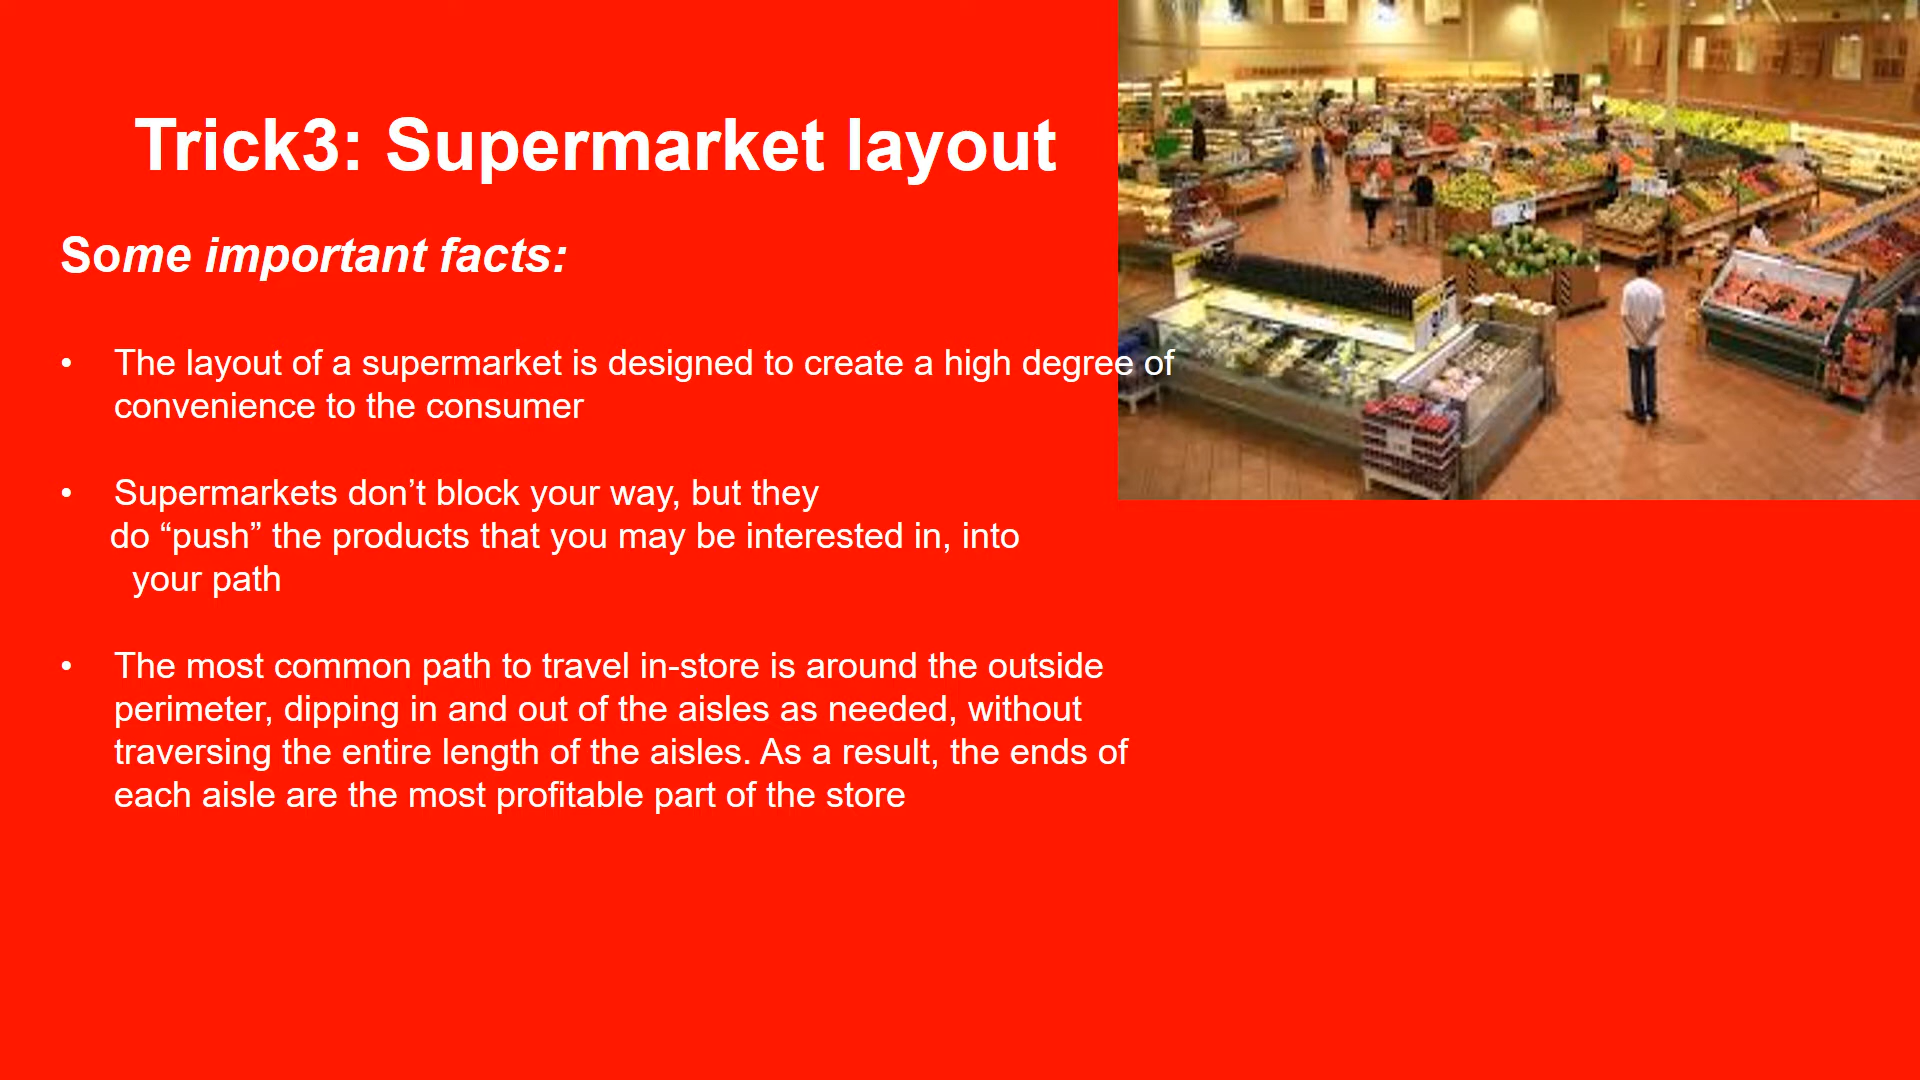 Trick3: Supermarket layout
Some important facts:
• The layout of a supermarket is designed to create a high degree of
convenience to the consumer
• Supermarkets don’t block your way, but they
do “push” the products that you may be interested in, into
your path
• The most common path to travel in-store is around the outside
perimeter, dipping in and out of the aisles as needed, without
traversing the entire length of the aisles. As a result, the ends of
each aisle are the most profitable part of the store